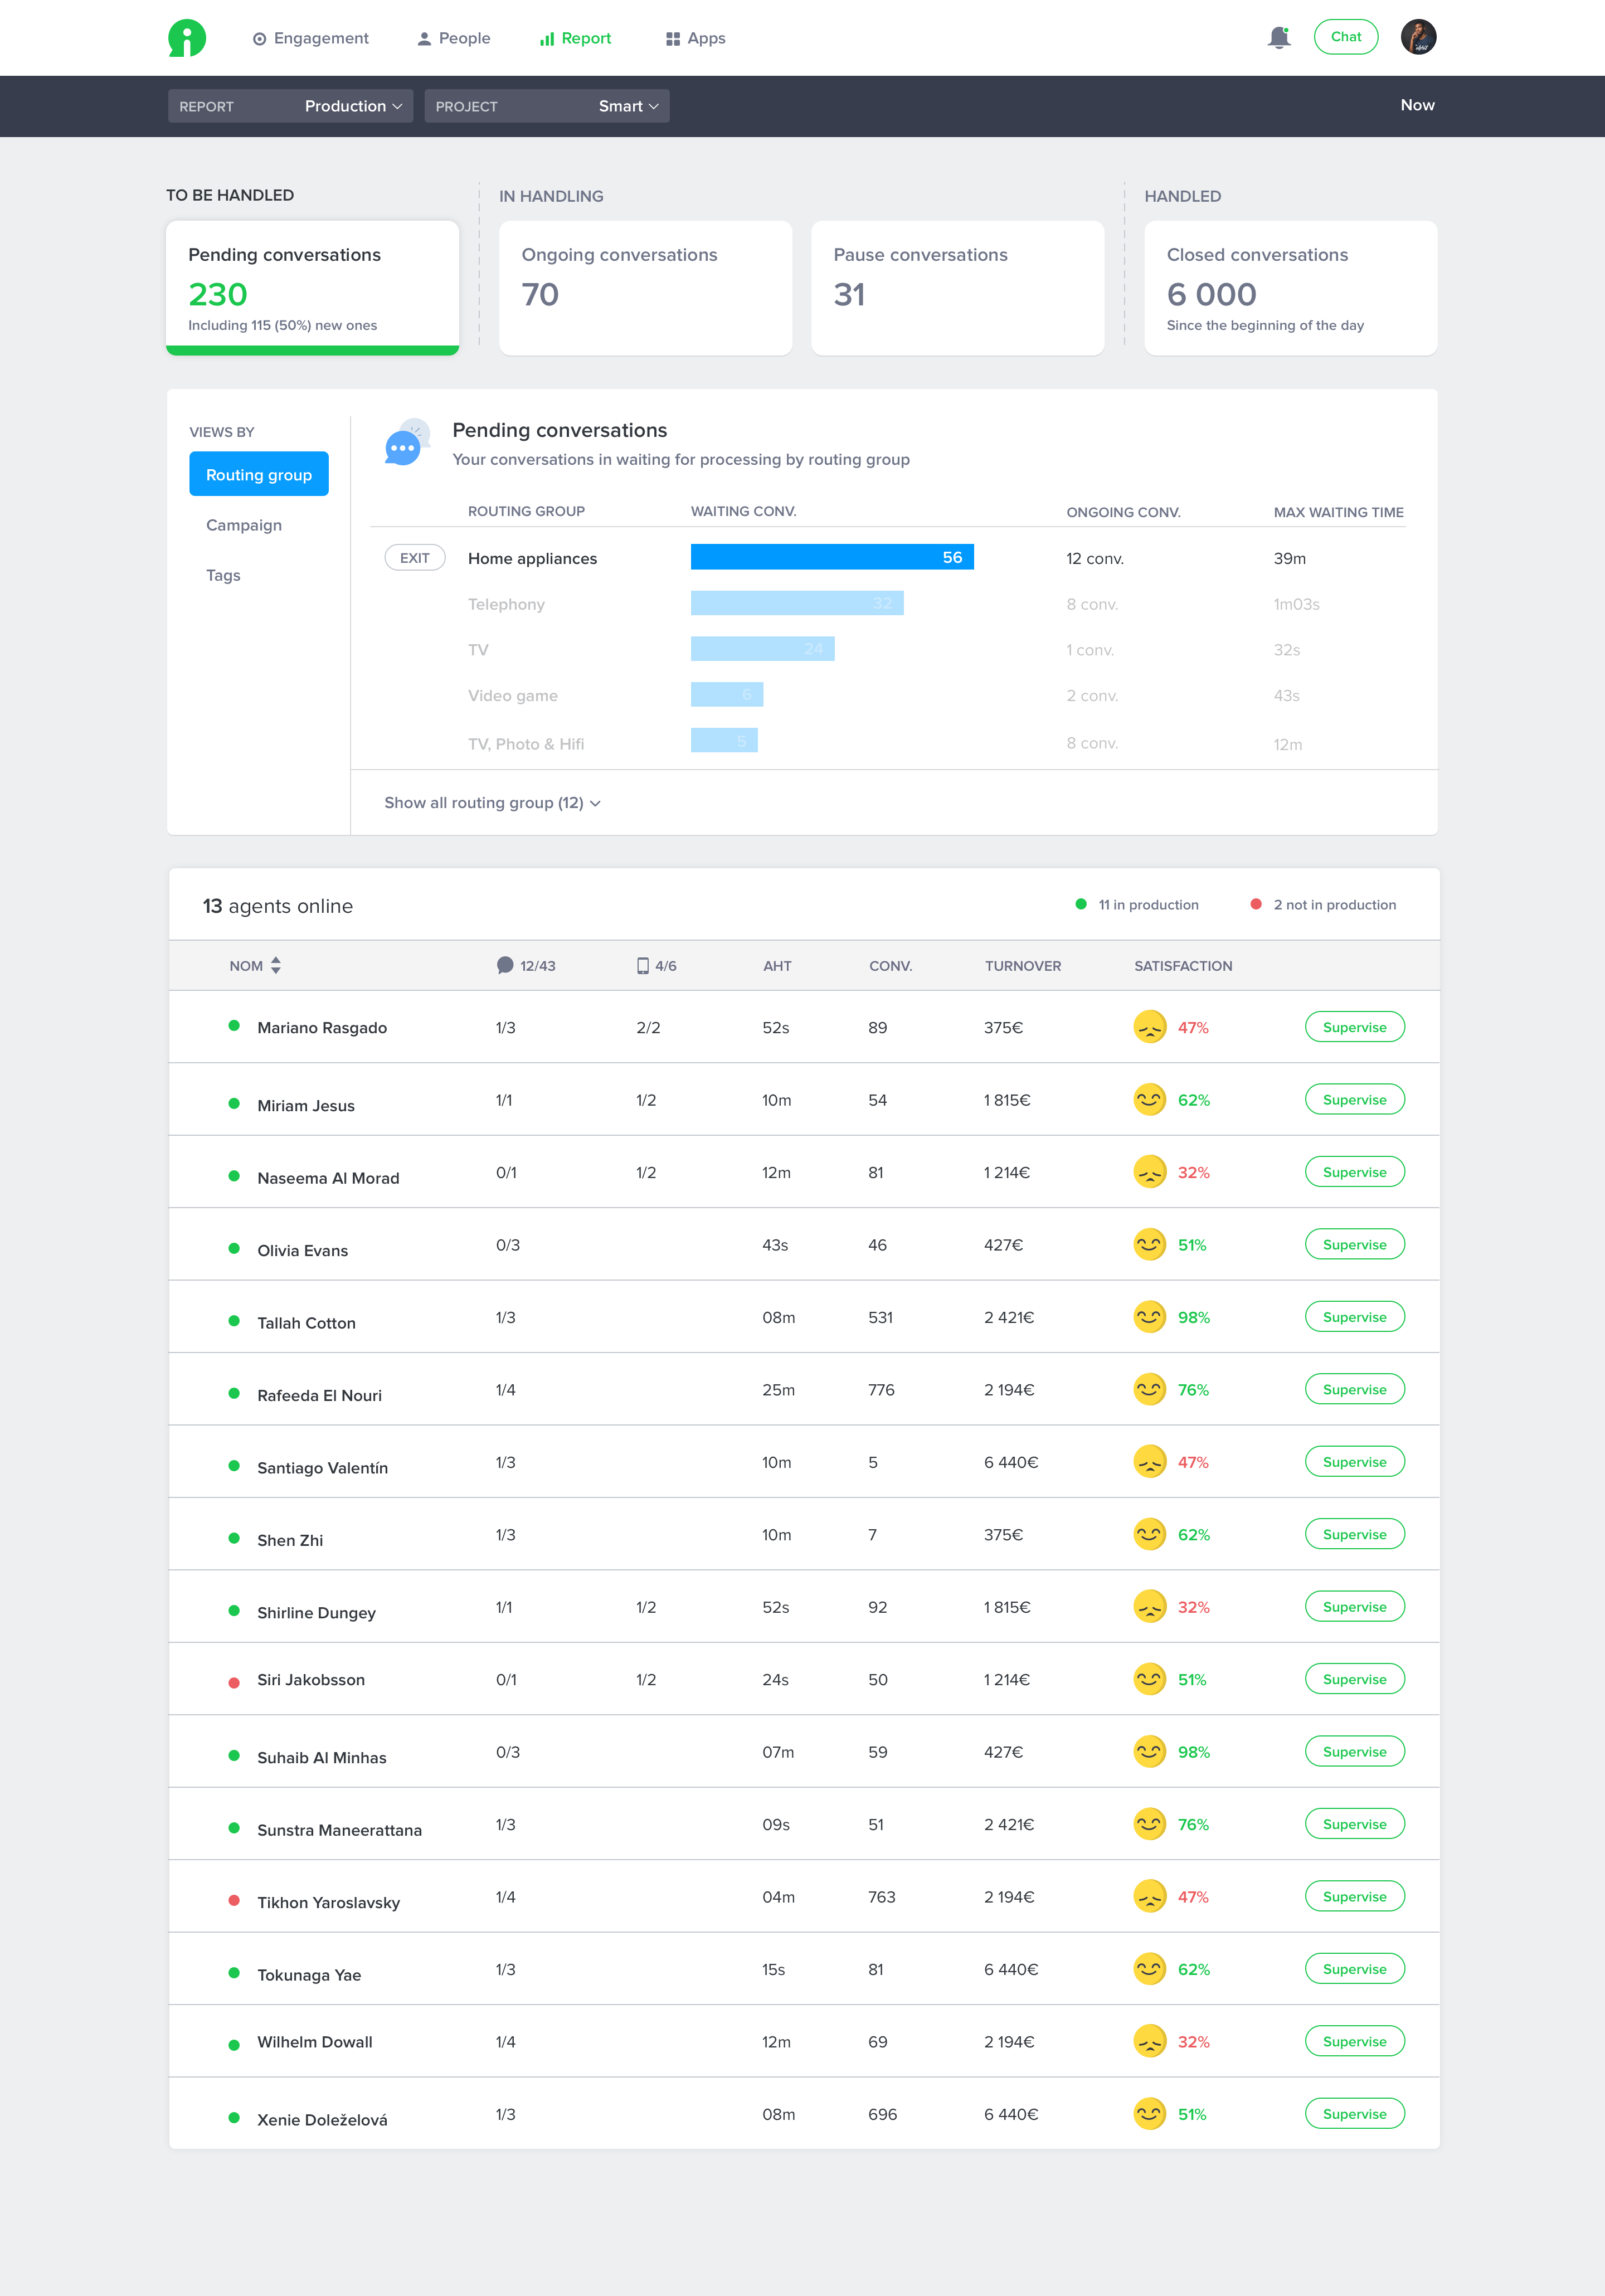 Engagement People Report Apps Chat
REPORT Production PROJECT Smart Now
TO BE HANDLED IN HANDLING HANDLED
Pending conversations Ongoing conversations Pause conversations Closed conversations
230 70 31 6 000
Including 115 (50%) new ones Since the beginning of the day
VIEWS BY
Routing group
Campaign
Tags
Pending conversations
Your conversations in waiting for processing by routing group
ROUTING GROUP WAITING CONV. ONGOING CONV. MAX WAITING TIME
EXIT Home appliances 56 12 conv. 39m
Telephony 32 8 conv. 1m03s
TV 24 1 conv. 32s
Video game 6 2 conv. 43s
TV, Photo & Hifi 5 8 conv. 12m
Show all routing group (12)
13 agents online 11 in production 2 not in production
NOM 12/43 4/6 AHT CONV. TURNOVER SATISFACTION
Mariano Rasgado 1/3 2/2 52s 89 375€ 47% Supervise
Miriam Jesus 1/1 1/2 10m 54 1 815€ 62% Supervise
Naseema Al Morad 0/1 1/2 12m 81 1 214€ 32% Supervise
Olivia Evans 0/3 43s 46 427€ 51% Supervise
Tallah Cotton 1/3 08m 531 2 421€ 98% Supervise
Rafeeda El Nouri 1/4 25m 776 2 194€ 76% Supervise
Santiago Valentín 1/3 10m 5 6 440€ 47% Supervise
Shen Zhi 1/3 10m 7 375€ 62% Supervise
Shirline Dungey 1/1 1/2 52s 92 1 815€ 32% Supervise
Siri Jakobsson 0/1 1/2 24s 50 1 214€ 51% Supervise
Suhaib Al Minhas 0/3 07m 59 427€ 98% Supervise
Sunstra Maneerattana 1/3 09s 51 2 421€ 76% Supervise
Tikhon Yaroslavsky 1/4 04m 763 2 194€ 47% Supervise
Tokunaga Yae 1/3 15s 81 6 440€ 62% Supervise
Wilhelm Dowall 1/4 12m 69 2 194€ 32% Supervise
Xenie Doleželová 1/3 08m 696 6 440€ 51% Supervise